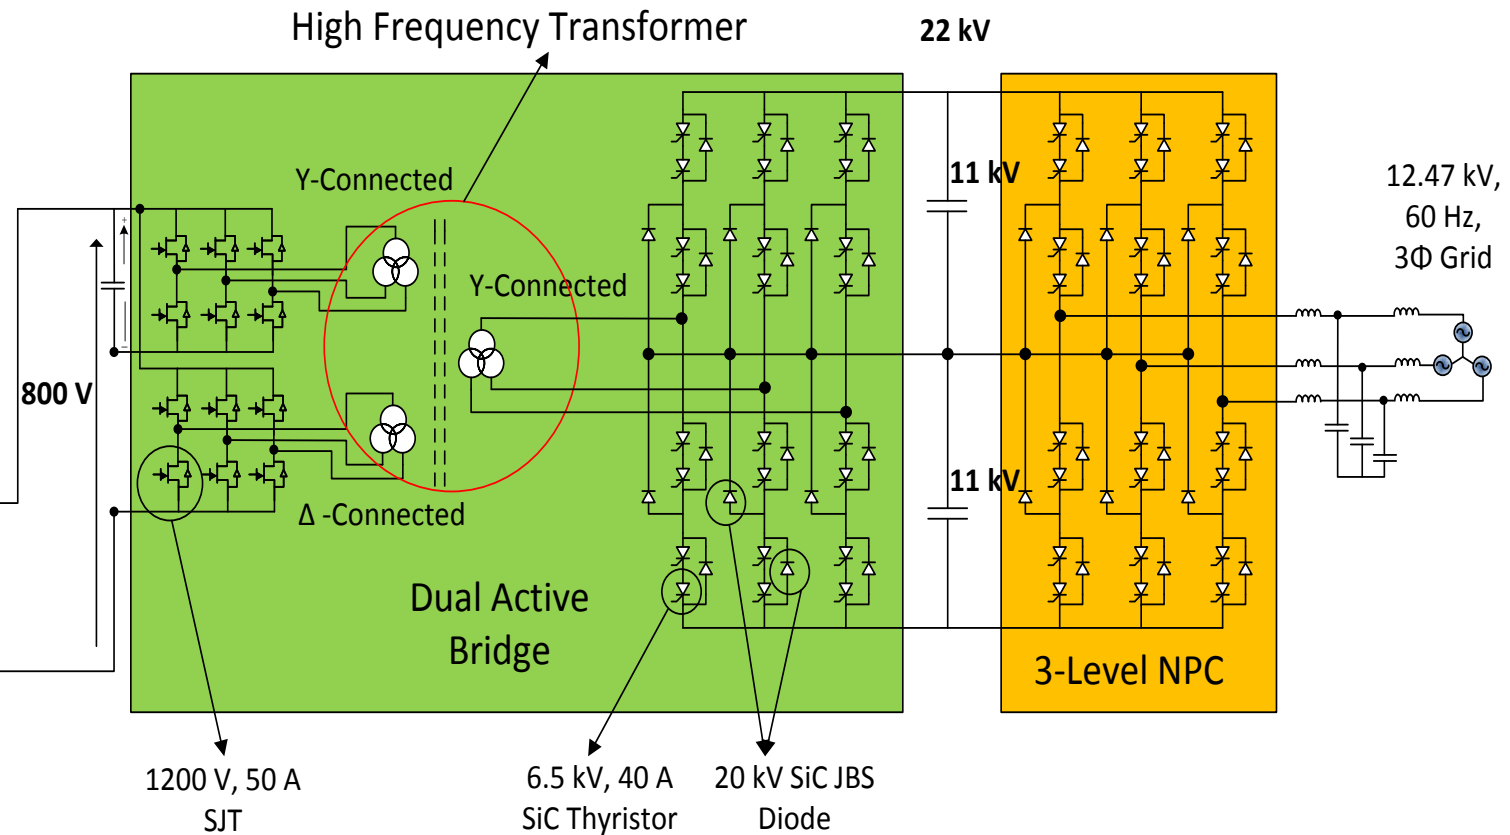 High Frequency Transformer
22 kV
Y-Connected
11 kV
12.47 kV,
60 Hz,
3Φ Grid
Y-Connected
+
−
800 V
11 kV
Δ -Connected
Dual Active
Bridge
3-Level NPC
1200 V, 50 A
SJT
6.5 kV, 40 A
SiC Thyristor
20 kV SiC JBS
Diode